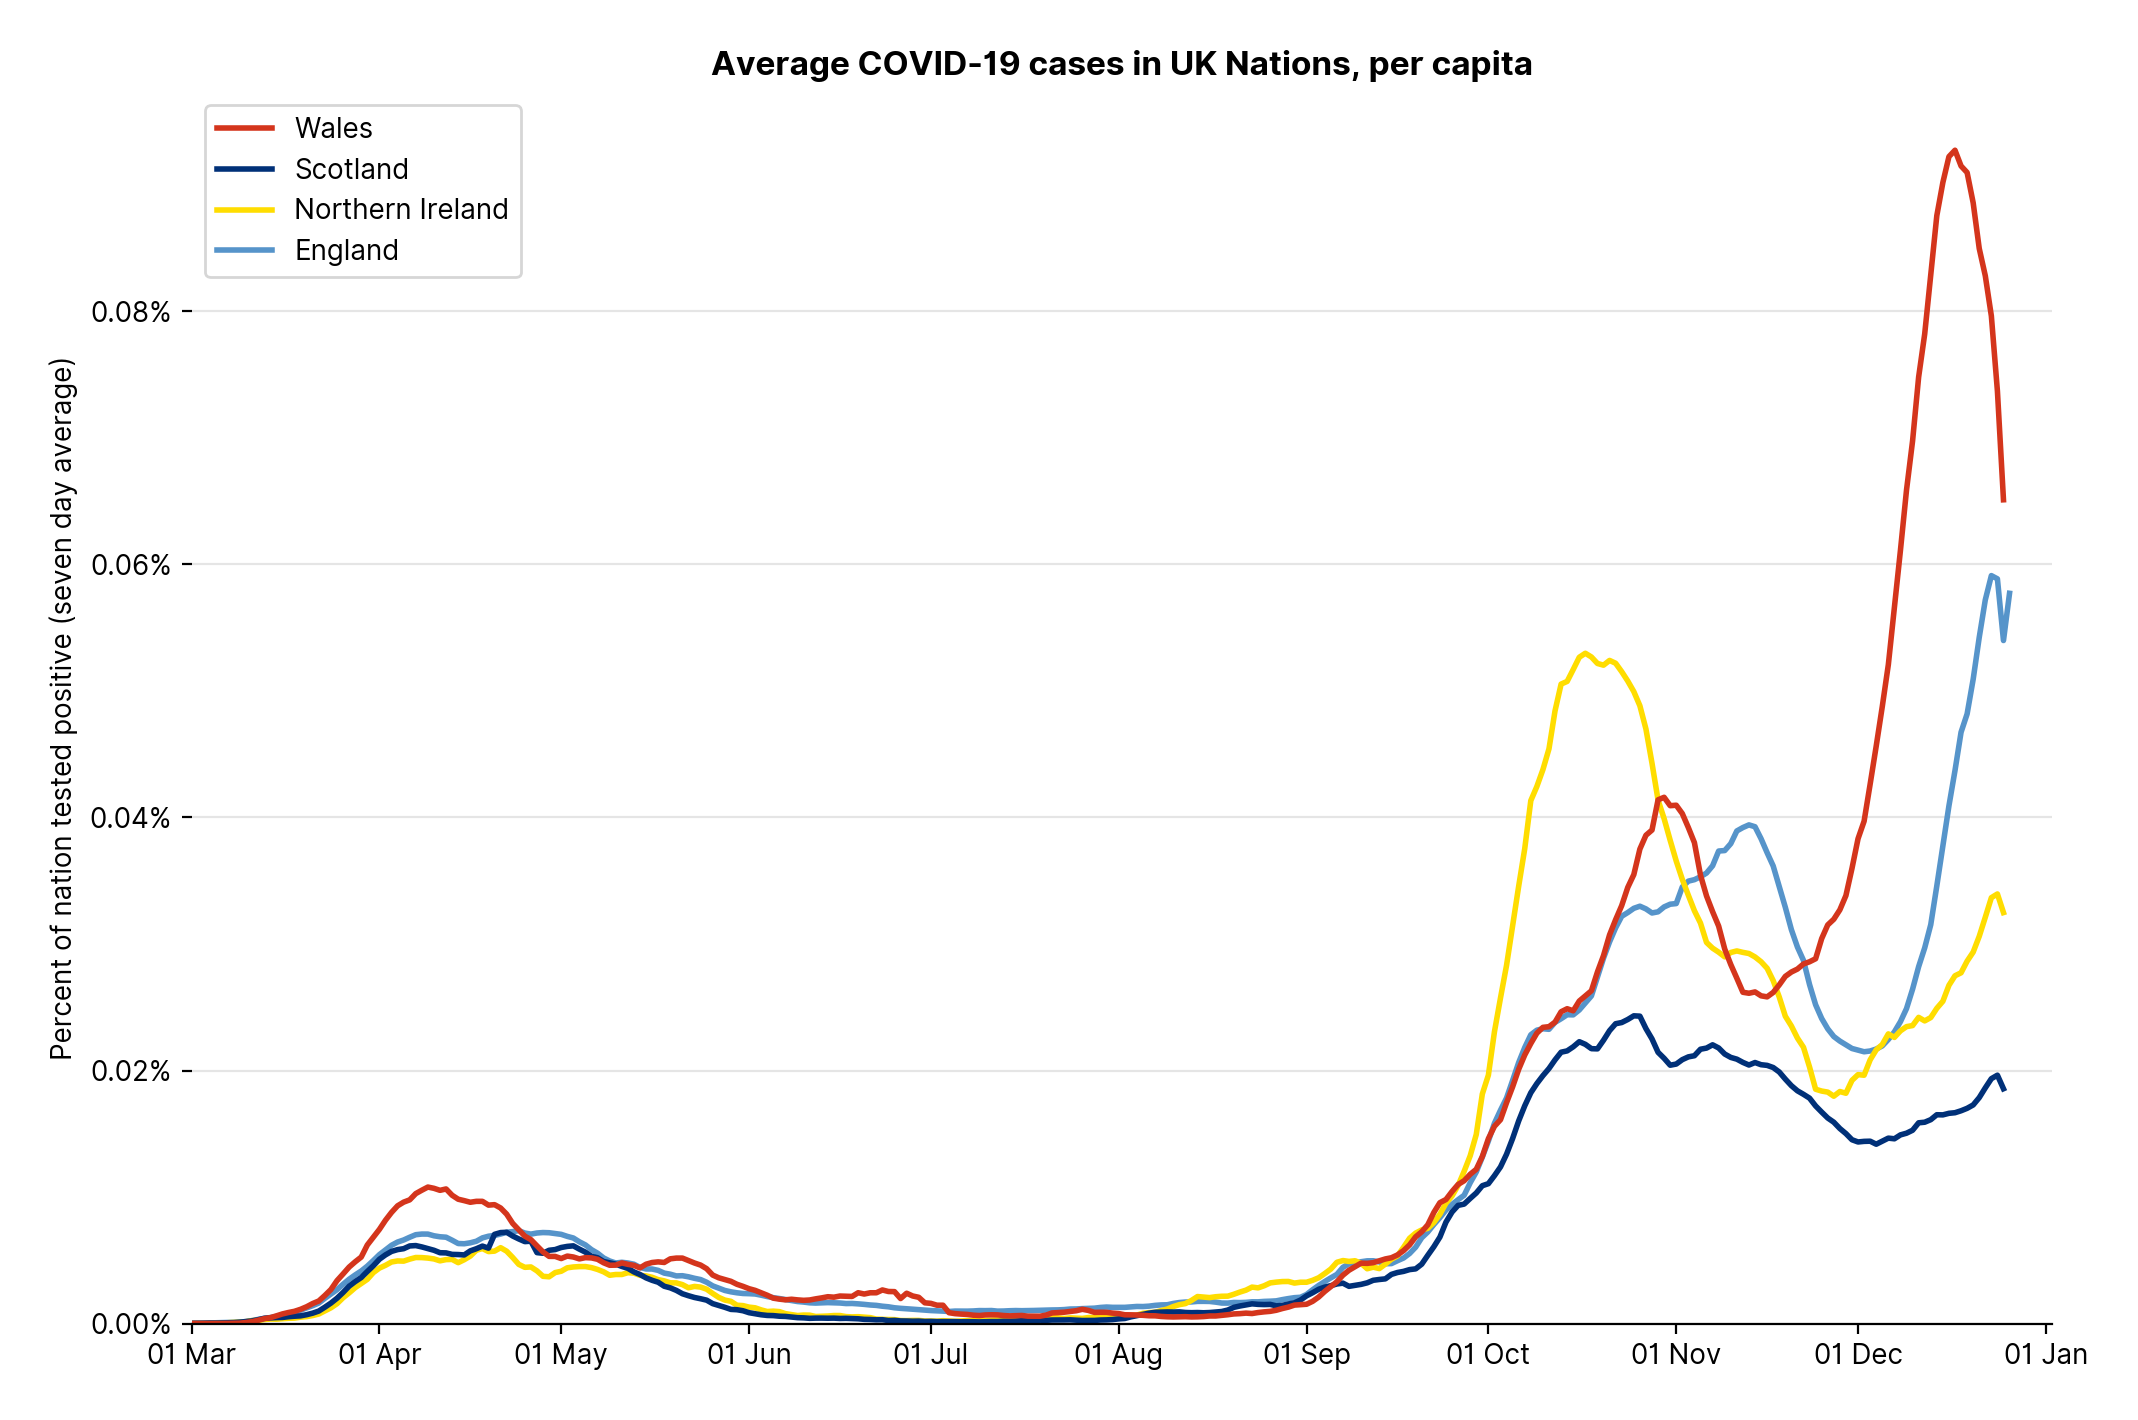 Average COVID-19 cases in UK Nations, per capita
Wales
Scotland
Northern Ireland
England
Percent of nation tested positive (seven day average)
0.08%
0.06%
0.04%
0.02%
0.00%
01 Mar 01 Apr 01 May 01 Jun 01 Jul 01 Aug 01 Sep 01 Oct 01 Nov 01 Dec 01 Jan